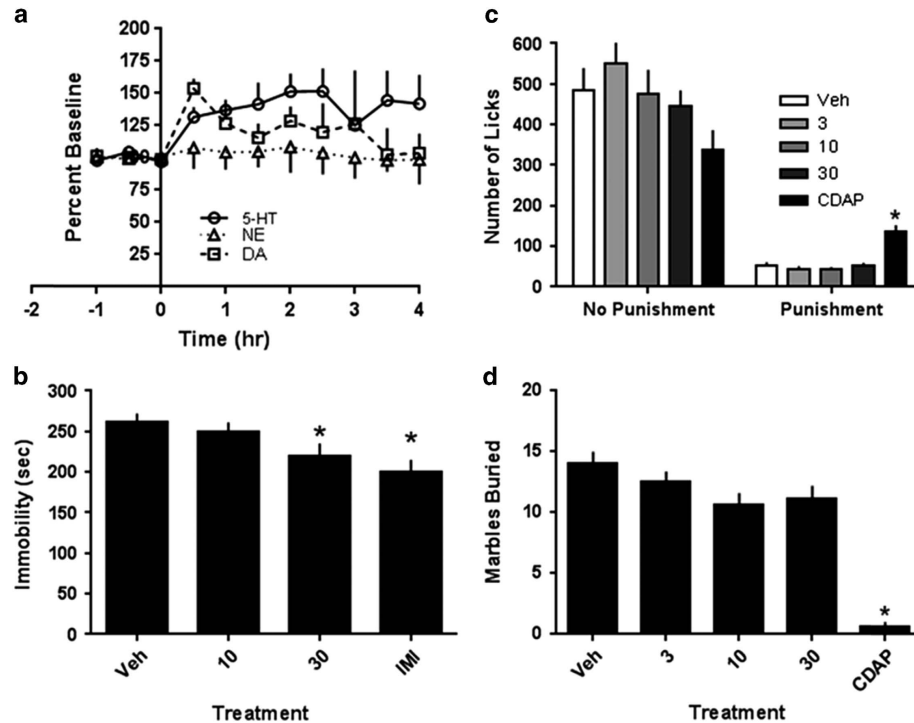 a
200
175
150
125
100
75
50
25
Percent Baseline
5-HT
NE
DA
-2 -1 0 1 2 3 4
Time (hr)
c
600
500
400
300
200
100
0
Number of Licks
Veh
3
10
30
CDAP
*
No Punishment Punishment
b
300
250
200
150
100
50
0
Immobility (sec)
* *
Veh 10 30 IMI
Treatment
d
20
15
10
5
0
Marbles Buried
*
Veh 3 10 30 CDAP
Treatment